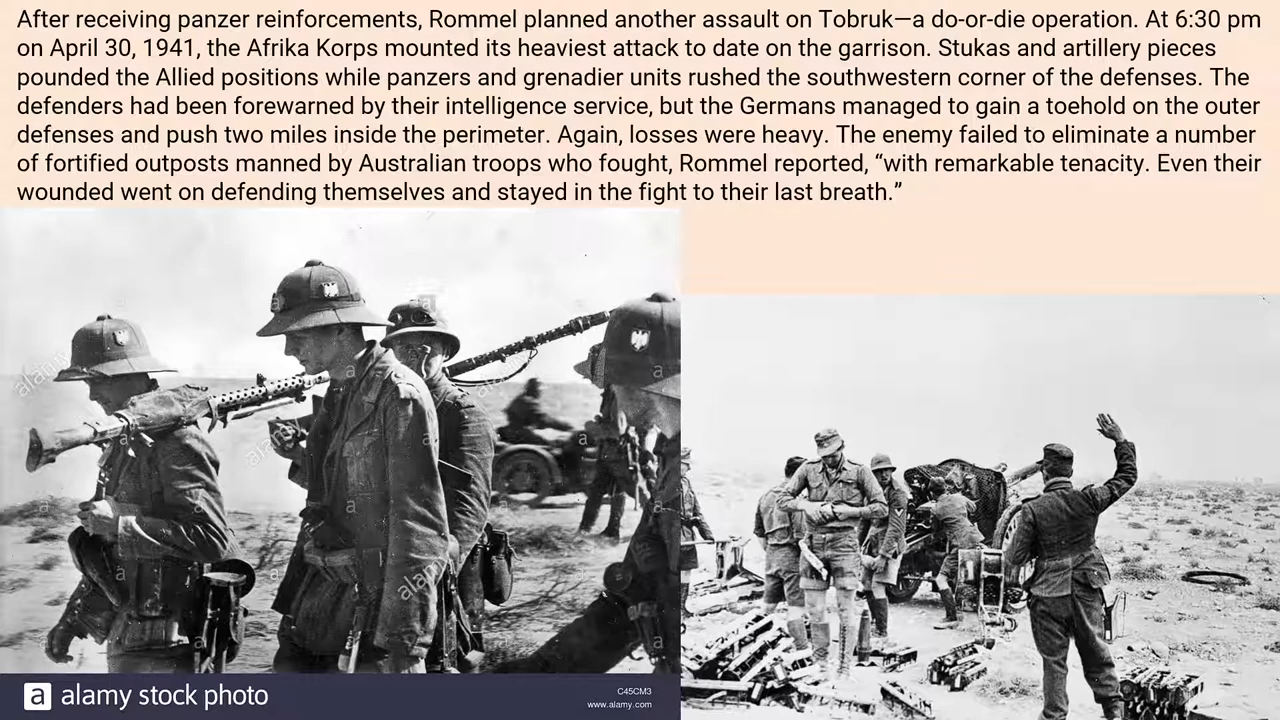 After receiving panzer reinforcements, Rommel planned another assault on Tobruk—a do-or-die operation. At 6:30 pm
on April 30, 1941, the Afrika Korps mounted its heaviest attack to date on the garrison. Stukas and artillery pieces
pounded the Allied positions while panzers and grenadier units rushed the southwestern corner of the defenses. The
defenders had been forewarned by their intelligence service, but the Germans managed to gain a toehold on the outer
defenses and push two miles inside the perimeter. Again, losses were heavy. The enemy failed to eliminate a number
of fortified outposts manned by Australian troops who fought, Rommel reported, “with remarkable tenacity. Even their
wounded went on defending themselves and stayed in the fight to their last breath.”
alamy
alamy
alamy
a alamy stock photo
C45CM3
www.alamy.com